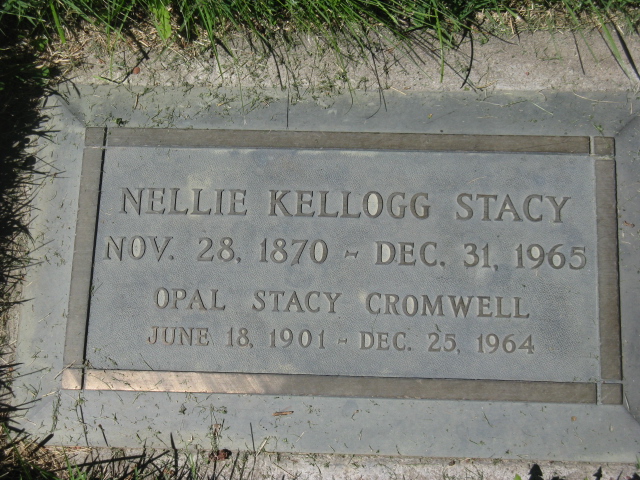 NELLIE KELLOGG STACY
NOV. 28, 1870 - DEC. 31, 1965
OPAL STACY CROMWELL
JUNE 18, 1901 - DEC. 25, 1964